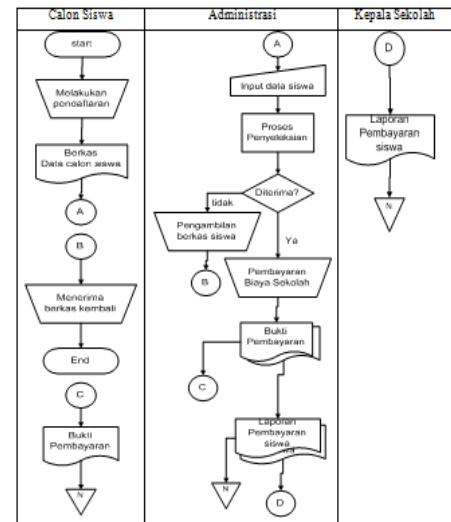 Calon Siswa
Administrasi
Kepala Sekolah
start
Melakukan
pendaftaran
Berkas
Data calon siswa
A
B
Menerima
berkas kembali
End
C
Bukti
Pembayaran
N
A
Input data siswa
Proses
Penyeleksian
Diterima?
tidak
Pengambilan
berkas siswa
B
Ya
Pembayaran
Biaya Sekolah
Bukti
Pembayaran
C
Laporan
Pembayaran
siswa
N
D
D
Laporan
Pembayaran
siswa
N